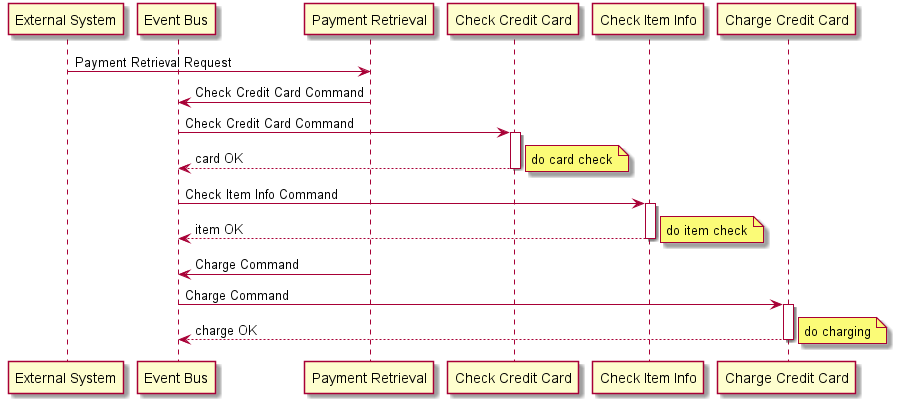 External System
Event Bus
Payment Retrieval
Check Credit Card
Check Item Info
Charge Credit Card
Payment Retrieval Request
Check Credit Card Command
Check Credit Card Command
do card check
card OK
Check Item Info Command
do item check
item OK
Charge Command
Charge Command
do charging
charge OK
External System
Event Bus
Payment Retrieval
Check Credit Card
Check Item Info
Charge Credit Card